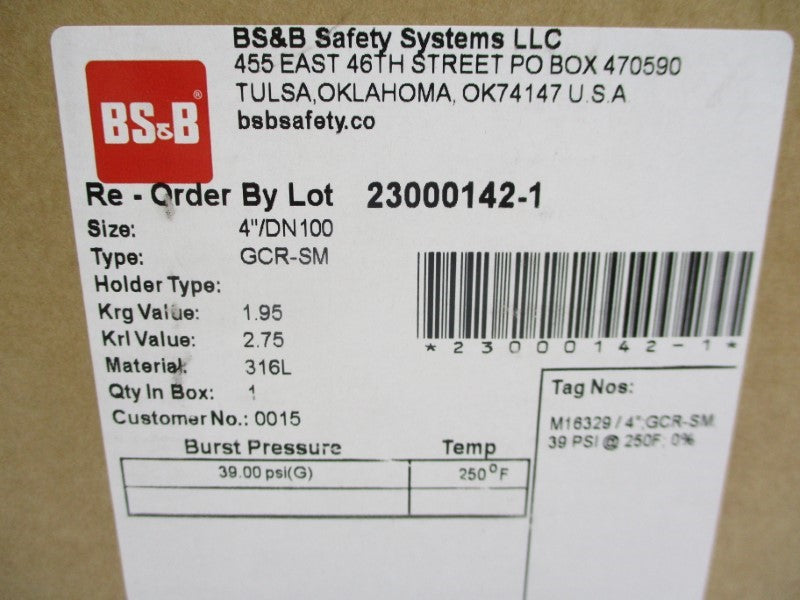 BS&B Safety Systems LLC
455 EAST 46TH STREET PO BOX 470590
TULSA,OKLAHOMA, OK74147 U.S.A
bsbsafety.co
BS&B®
Re - Order By Lot 23000142-1
Size: 4"/DN100
Type: GCR-SM
Holder Type:
Krg Value: 1.95
Krl Value: 2.75
Material: 316L
Qty In Box: 1
Customer No.: 0015
*23000142-1*
Tag Nos:
M16329 / 4";GCR-SM;
39 PSI @ 250F; 0%
Burst Pressure Temp
39.00 psi(G) 250°F